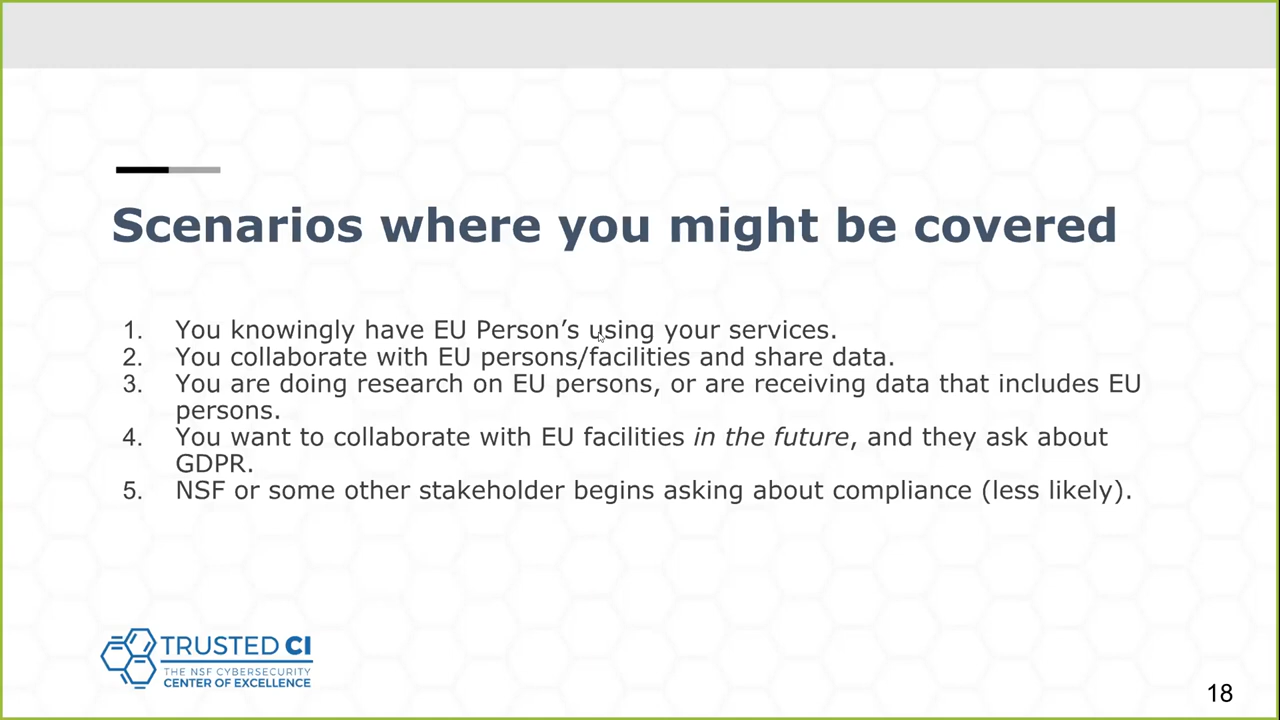 Scenarios where you might be covered
1. You knowingly have EU Person’s using your services.
2. You collaborate with EU persons/facilities and share data.
3. You are doing research on EU persons, or are receiving data that includes EU
persons.
4. You want to collaborate with EU facilities in the future, and they ask about
GDPR.
5. NSF or some other stakeholder begins asking about compliance (less likely).
TRUSTED CI
THE NSF CYBERSECURITY
CENTER OF EXCELLENCE
18